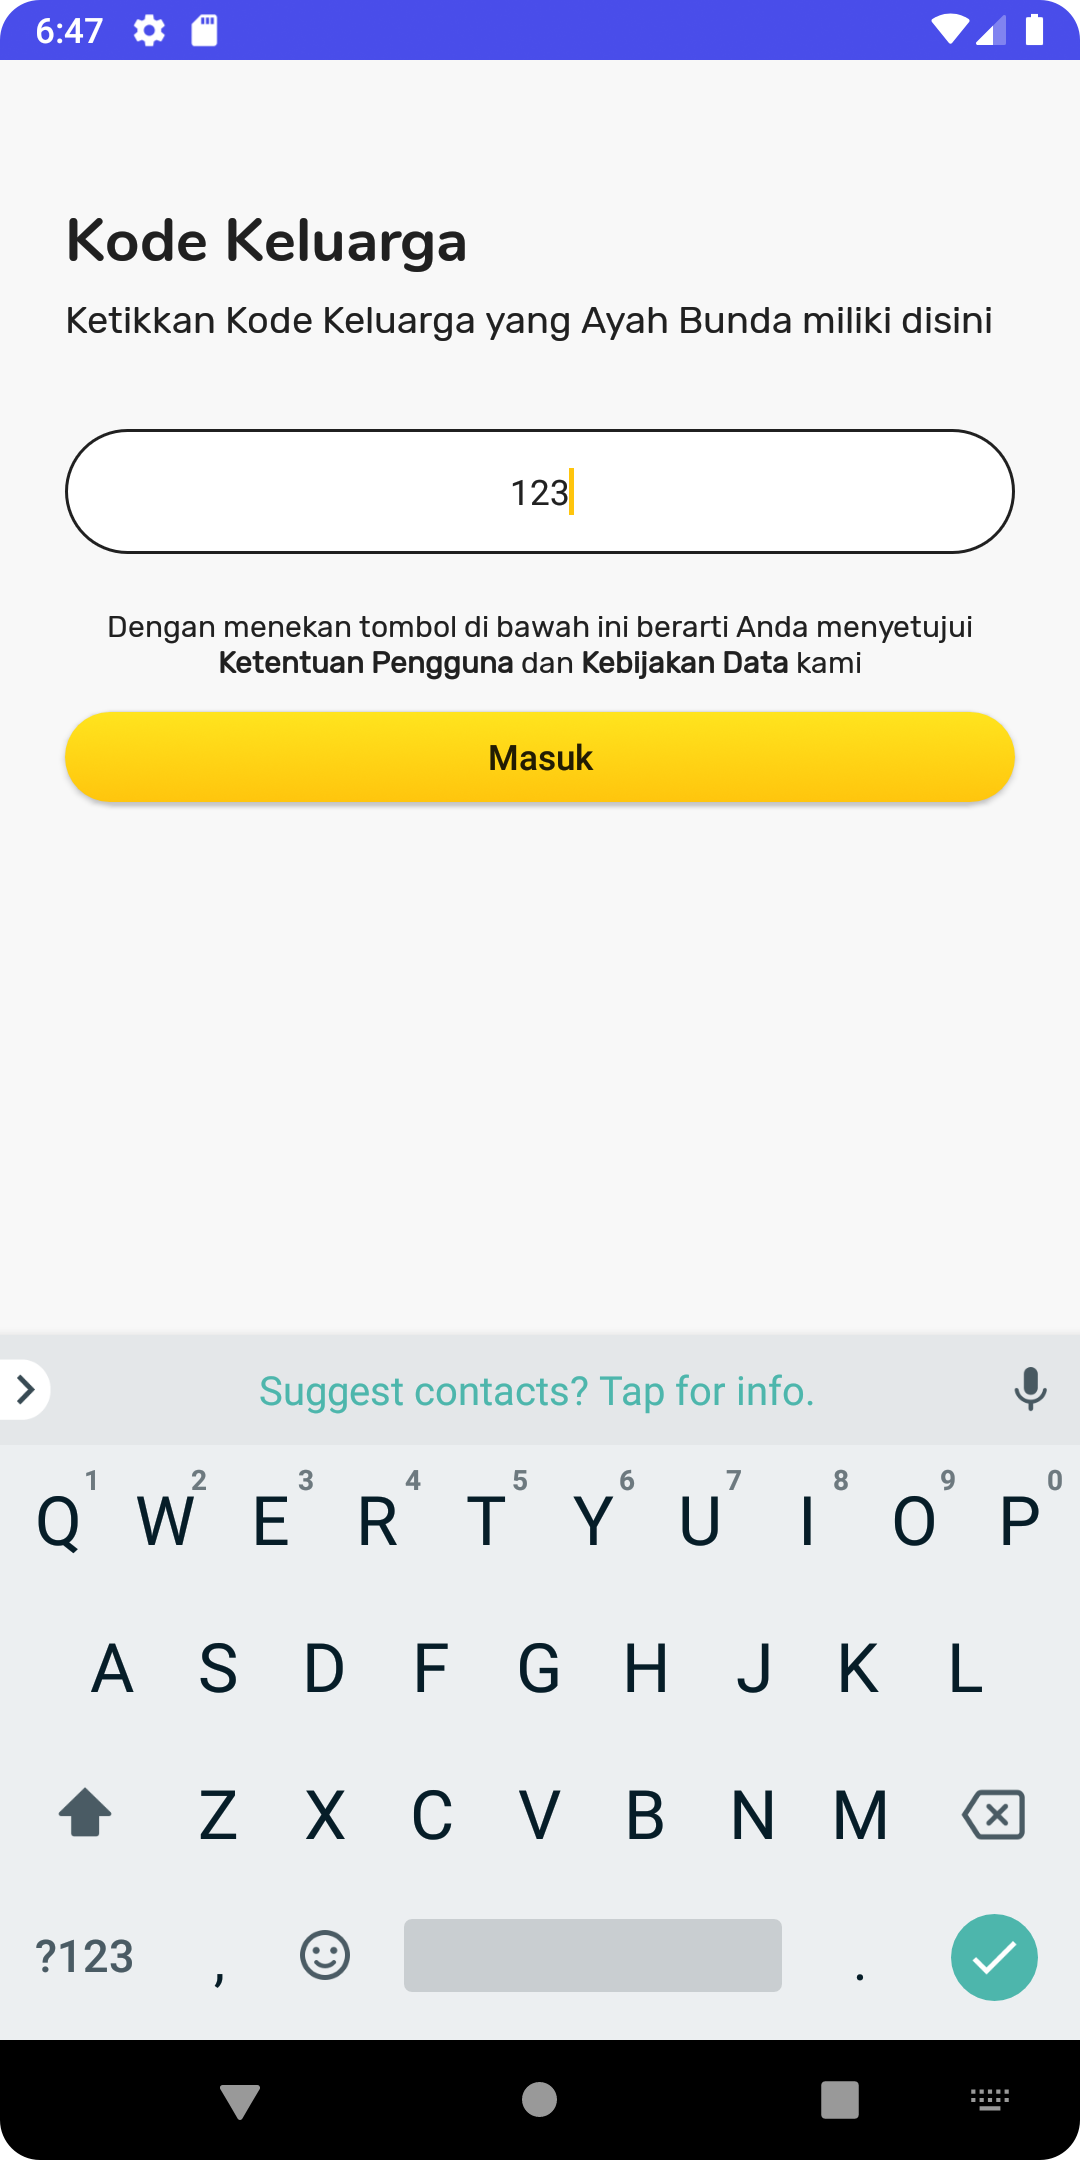 6:47
Kode Keluarga
Ketikkan Kode Keluarga yang Ayah Bunda miliki disini
123
Dengan menekan tombol di bawah ini berarti Anda menyetujui
Ketentuan Pengguna dan Kebijakan Data kami
Masuk
Suggest contacts? Tap for info.
1 2 3 4 5 6 7 8 9 0
Q W E R T Y U I O P
A S D F G H J K L
Z X C V B N M
?123 , .